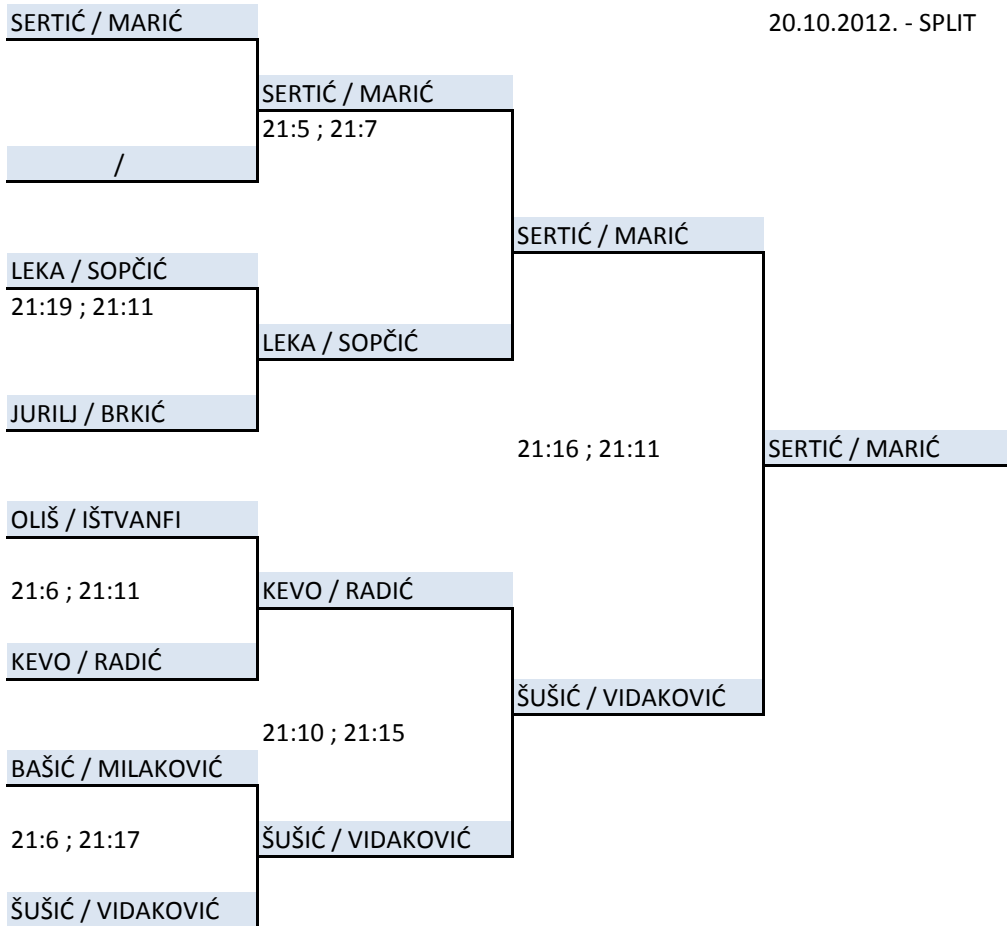 SERTIĆ / MARIĆ
20.10.2012. - SPLIT
SERTIĆ / MARIĆ
21:5 ; 21:7
/
SERTIĆ / MARIĆ
LEKA / SOPČIĆ
21:19 ; 21:11
LEKA / SOPČIĆ
JURILJ / BRKIĆ
21:16 ; 21:11
SERTIĆ / MARIĆ
OLIŠ / IŠTVANFI
21:6 ; 21:11
KEVO / RADIĆ
KEVO / RADIĆ
ŠUŠIĆ / VIDAKOVIĆ
21:10 ; 21:15
BAŠIĆ / MILAKOVIĆ
21:6 ; 21:17
ŠUŠIĆ / VIDAKOVIĆ
ŠUŠIĆ / VIDAKOVIĆ